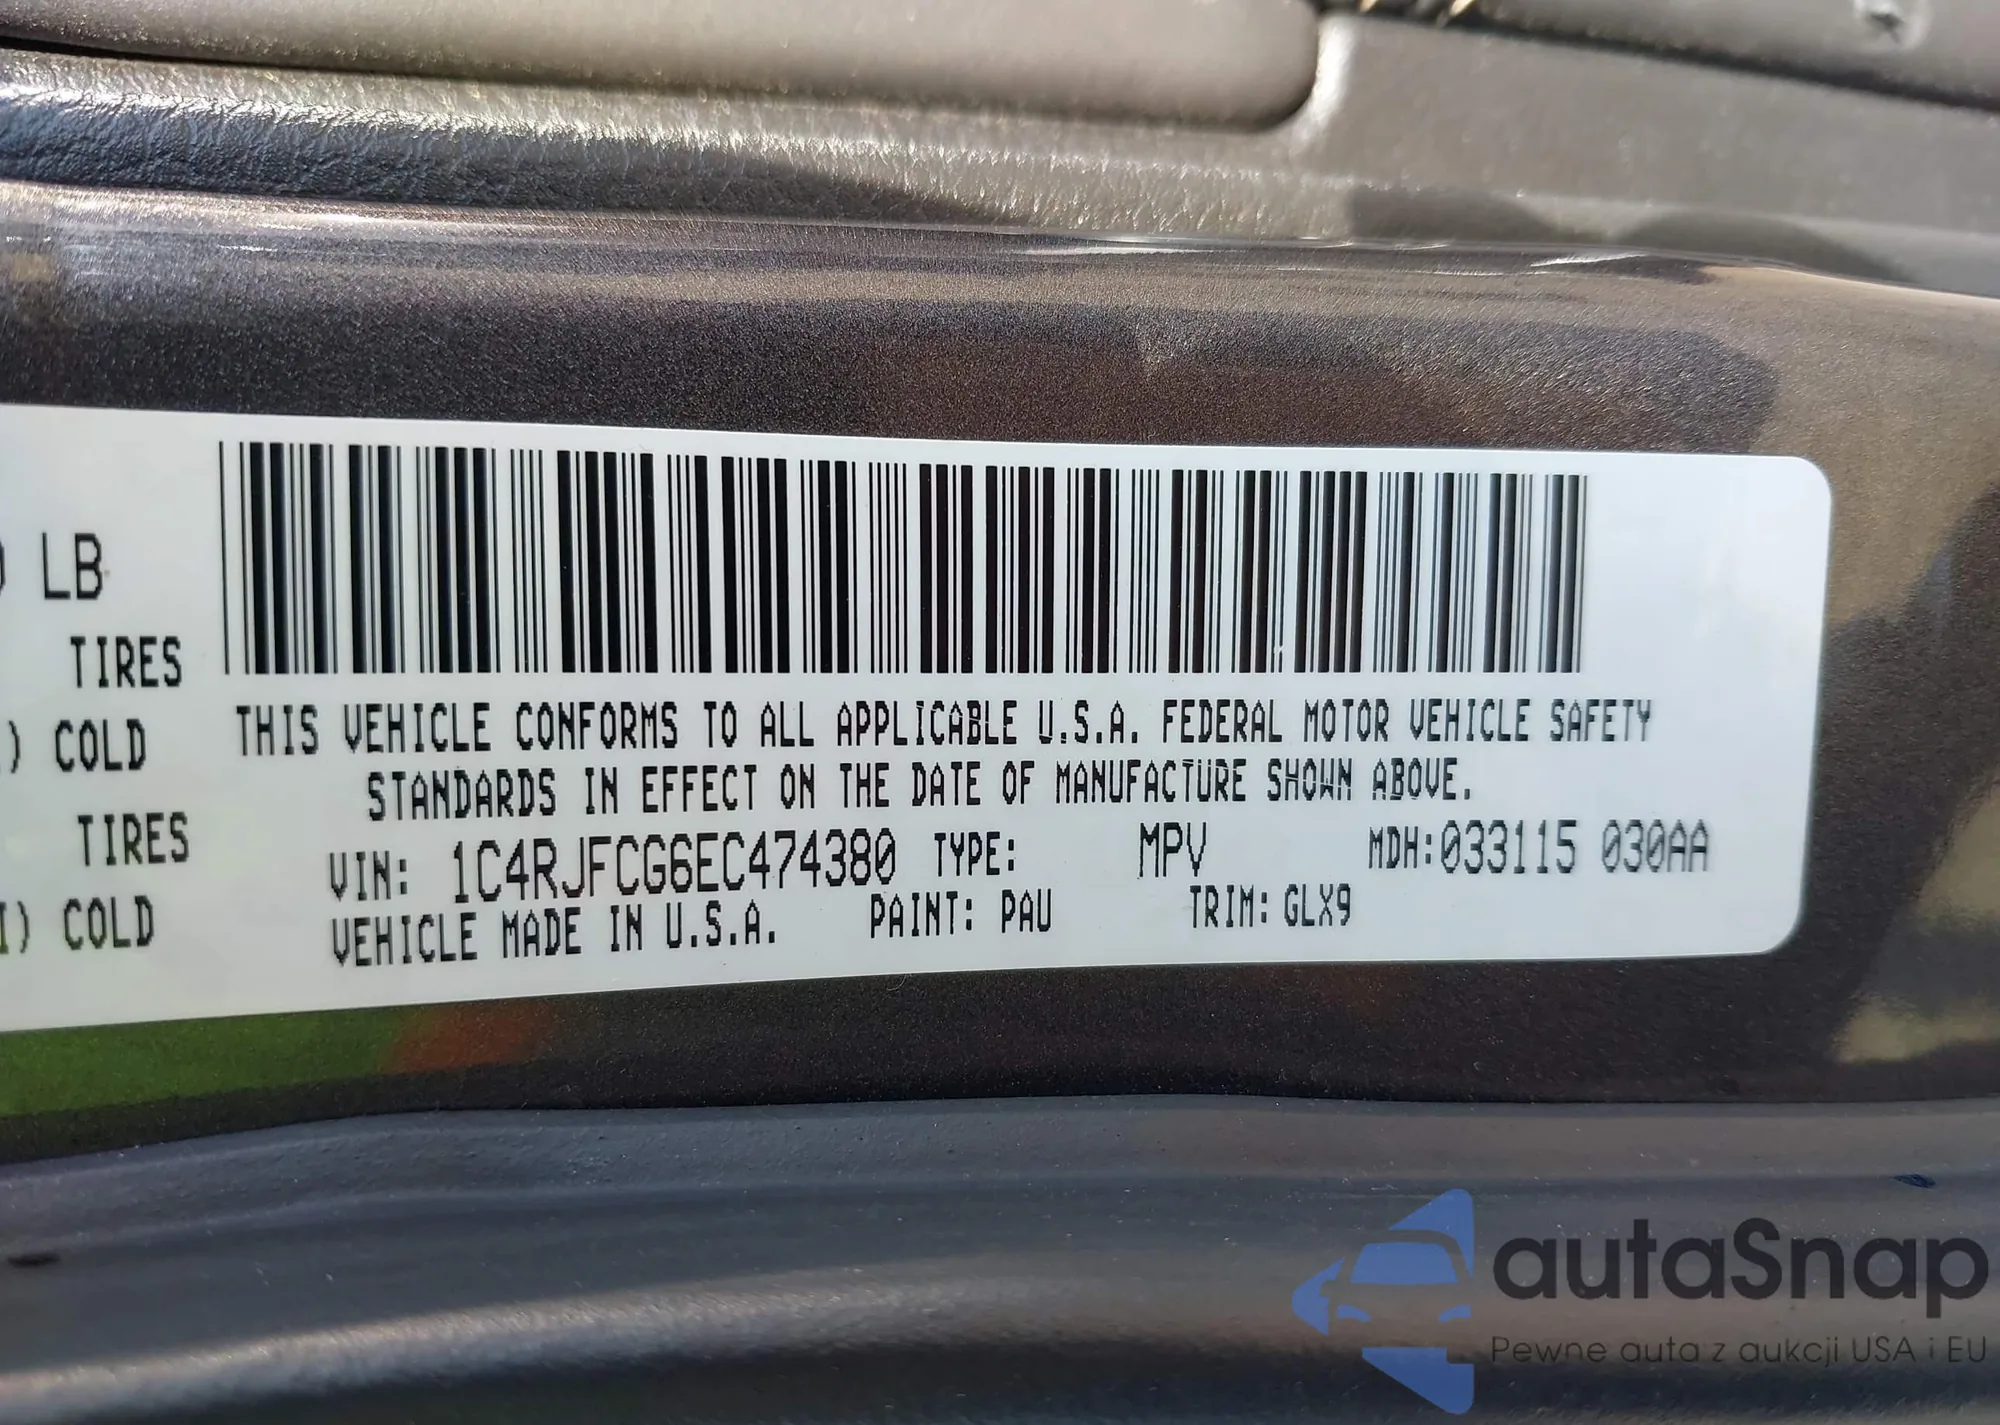 LB
TIRES
) COLD
TIRES
I) COLD
THIS VEHICLE CONFORMS TO ALL APPLICABLE U.S.A. FEDERAL MOTOR VEHICLE SAFETY
STANDARDS IN EFFECT ON THE DATE OF MANUFACTURE SHOWN ABOVE.
VIN: 1C4RJFCG6EC474380 TYPE: MPV MDH:033115 030AA
VEHICLE MADE IN U.S.A. PAINT: PAU TRIM: GLX9
autaSnap
Pewne auta z aukcji USA i EU